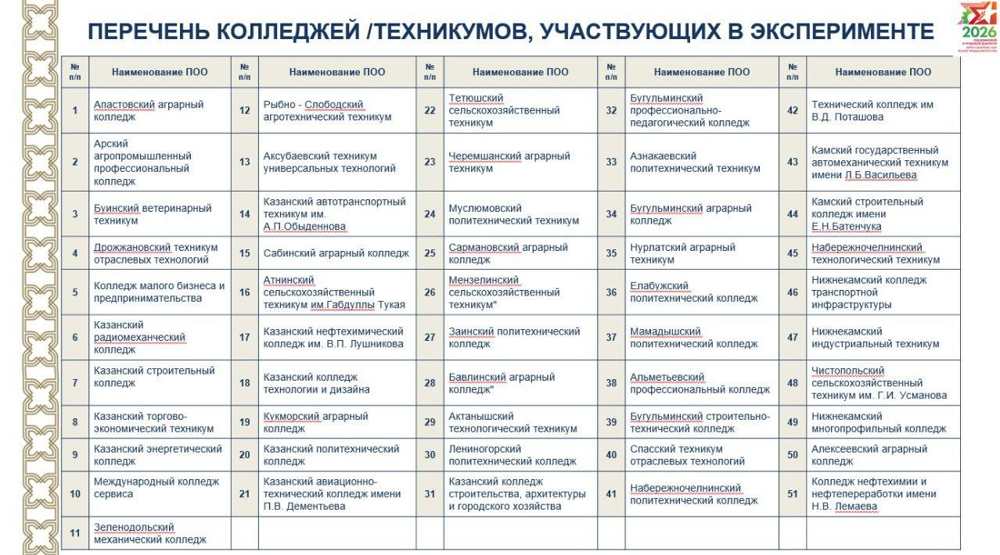 ПЕРЕЧЕНЬ КОЛЛЕДЖЕЙ /ТЕХНИКУМОВ, УЧАСТВУЮЩИХ В ЭКСПЕРИМЕНТЕ
2026
№ п/п
Наименование ПОО
№ п/п
Наименование ПОО
№ п/п
Наименование ПОО
№ п/п
Наименование ПОО
№ п/п
Наименование ПОО
1
Апастовский аграрный
колледж
12
Рыбно - Слободский
агротехнический техникум
22
Тетюшский
сельскохозяйственный
техникум
32
Бугульминский
профессионально-
педагогический колледж
42
Технический колледж им
В.Д. Поташова
2
Арский
агропромышленный
профессиональный
колледж
13
Аксубаевский техникум
универсальных технологий
23
Черемшанский аграрный
техникум
33
Азнакаевский
политехнический техникум
43
Камский государственный
автомеханический техникум
имени Л.Б.Васильева
3
Буинский ветеринарный
техникум
14
Казанский автотранспортный
техникум им.
А.П.Обыденнова
24
Муслюмовский
политехнический техникум
34
Бугульминский аграрный
колледж
44
Камский строительный
колледж имени
Е.Н.Батенчука
4
Дрожжановский техникум
отраслевых технологий
15
Сабинский аграрный колледж
25
Сармановский аграрный
колледж
35
Нурлатский аграрный
техникум
45
Набережночелнинский
технологический техникум
5
Колледж малого бизнеса и
предпринимательства
16
Атнинский
сельскохозяйственный
техникум им.Габдуллы Тукая
26
Мензелинский
сельскохозяйственный
техникум"
36
Елабужский
политехнический колледж
46
Нижнекамский колледж
транспортной
инфраструктуры
6
Казанский
радиомеханческий
колледж
17
Казанский нефтехимический
колледж им. В.П. Лушникова
27
Заинский политехнический
колледж
37
Мамадышский
политехнический колледж
47
Нижнекамский
индустриальный техникум
7
Казанский строительный
колледж
18
Казанский колледж
технологии и дизайна
28
Бавлинский аграрный
колледж"
38
Альметьевский
профессиональный колледж
48
Чистопольский
сельскохозяйственный
техникум им. Г.И. Усманова
8
Казанский торгово-
экономический техникум
19
Кукморский аграрный
колледж
29
Актанышский
технологический техникум
39
Бугульминский строительно-
технический колледж
49
Нижнекамский
многопрофильный колледж
9
Казанский энергетический
колледж
20
Казанский политехнический
колледж
30
Лениногорский
политехнический колледж
40
Спасский техникум
отраслевых технологий
50
Алексеевский аграрный
колледж
10
Международный колледж
сервиса
21
Казанский авиационно-
технический колледж имени
П.В. Дементьева
31
Казанский колледж
строительства, архитектуры
и городского хозяйства
41
Набережночелнинский
политехнический колледж
51
Колледж нефтехимии и
нефтепереработки имени
Н.В. Лемаева
11
Зеленодольский
механический колледж